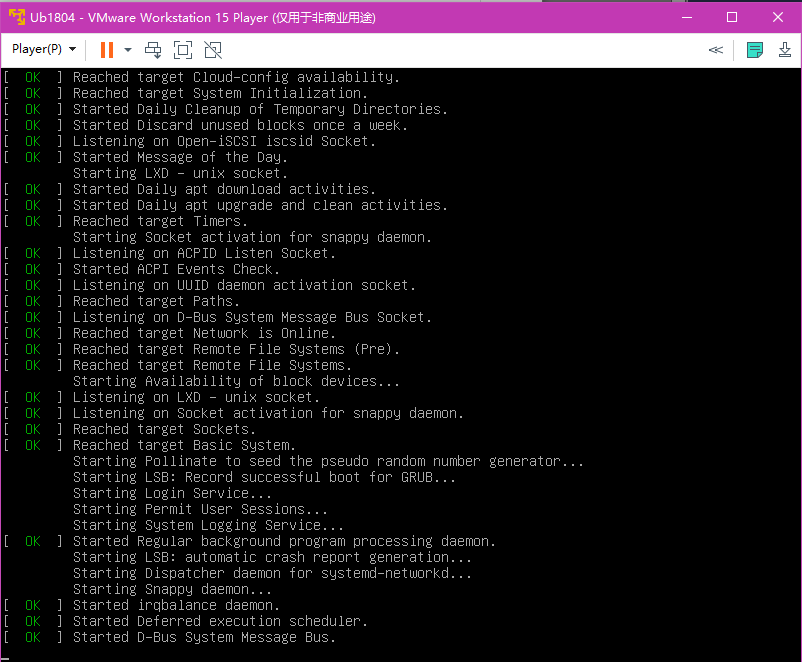 Ub1804 - VMware Workstation 15 Player (仅用于非商业用途)
Player(P)
[  OK  ] Reached target Cloud-config availability.
[  OK  ] Reached target System Initialization.
[  OK  ] Started Daily Cleanup of Temporary Directories.
[  OK  ] Started Discard unused blocks once a week.
[  OK  ] Listening on Open-iSCSI iscsid Socket.
[  OK  ] Started Message of the Day.
Starting LXD - unix socket.
[  OK  ] Started Daily apt download activities.
[  OK  ] Started Daily apt upgrade and clean activities.
[  OK  ] Reached target Timers.
Starting Socket activation for snappy daemon.
[  OK  ] Listening on ACPID Listen Socket.
[  OK  ] Started ACPI Events Check.
[  OK  ] Listening on UUID daemon activation socket.
[  OK  ] Reached target Paths.
[  OK  ] Listening on D-Bus System Message Bus Socket.
[  OK  ] Reached target Network is Online.
[  OK  ] Reached target Remote File Systems (Pre).
[  OK  ] Reached target Remote File Systems.
Starting Availability of block devices...
[  OK  ] Listening on LXD - unix socket.
[  OK  ] Listening on Socket activation for snappy daemon.
[  OK  ] Reached target Sockets.
[  OK  ] Reached target Basic System.
Starting Pollinate to seed the pseudo random number generator...
Starting LSB: Record successful boot for GRUB...
Starting Login Service...
Starting Permit User Sessions...
Starting System Logging Service...
[  OK  ] Started Regular background program processing daemon.
Starting LSB: automatic crash report generation...
Starting Dispatcher daemon for systemd-networkd...
Starting Snappy daemon...
[  OK  ] Started irqbalance daemon.
[  OK  ] Started Deferred execution scheduler.
[  OK  ] Started D-Bus System Message Bus.